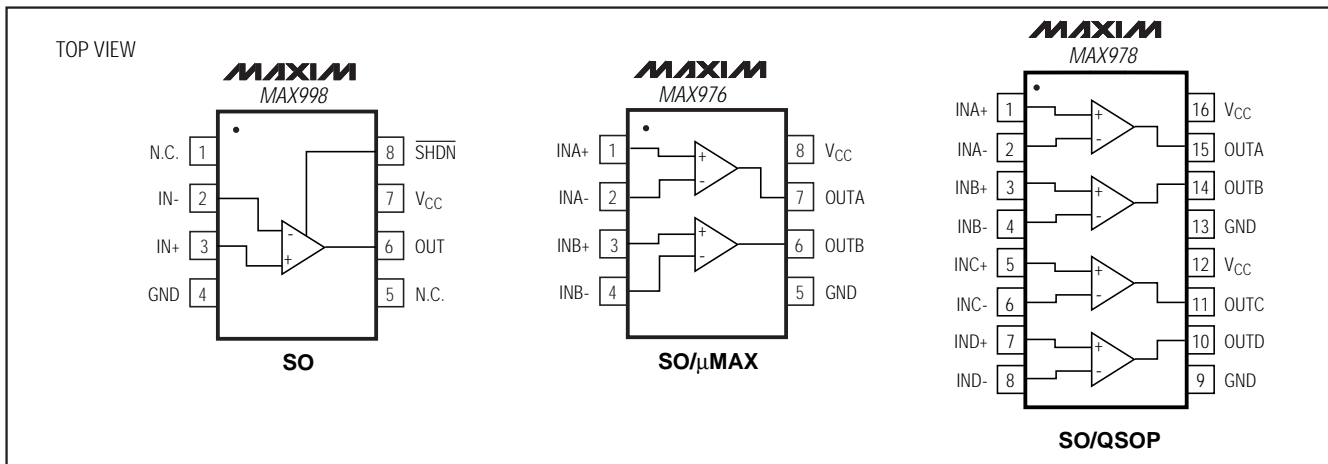 TOP VIEW
MAXIM
MAX998
N.C. 1
IN- 2
IN+ 3
GND 4
8 SHDN
7 VCC
6 OUT
5 N.C.
- +
SO
MAXIM
MAX976
INA+ 1
INA- 2
INB+ 3
INB- 4
8 VCC
7 OUTA
6 OUTB
5 GND
+ -
+ -
SO/μMAX
MAXIM
MAX978
INA+ 1
INA- 2
INB+ 3
INB- 4
INC+ 5
INC- 6
IND+ 7
IND- 8
16 VCC
15 OUTA
14 OUTB
13 GND
12 VCC
11 OUTC
10 OUTD
9 GND
+ -
+ -
+ -
+ -
SO/QSOP